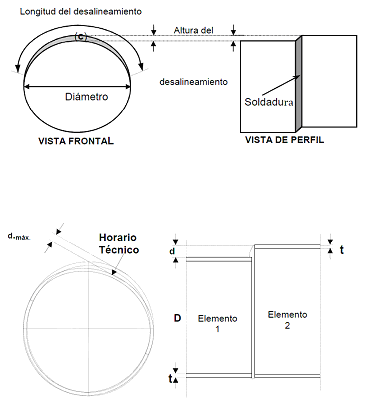 Longitud del desalineamiento
(c)
Altura del
desalineamiento
Diámetro
Soldadura
VISTA FRONTAL
VISTA DE PERFIL
d-máx.
Horario
Técnico
d
t
D
Elemento
1
Elemento
2
t